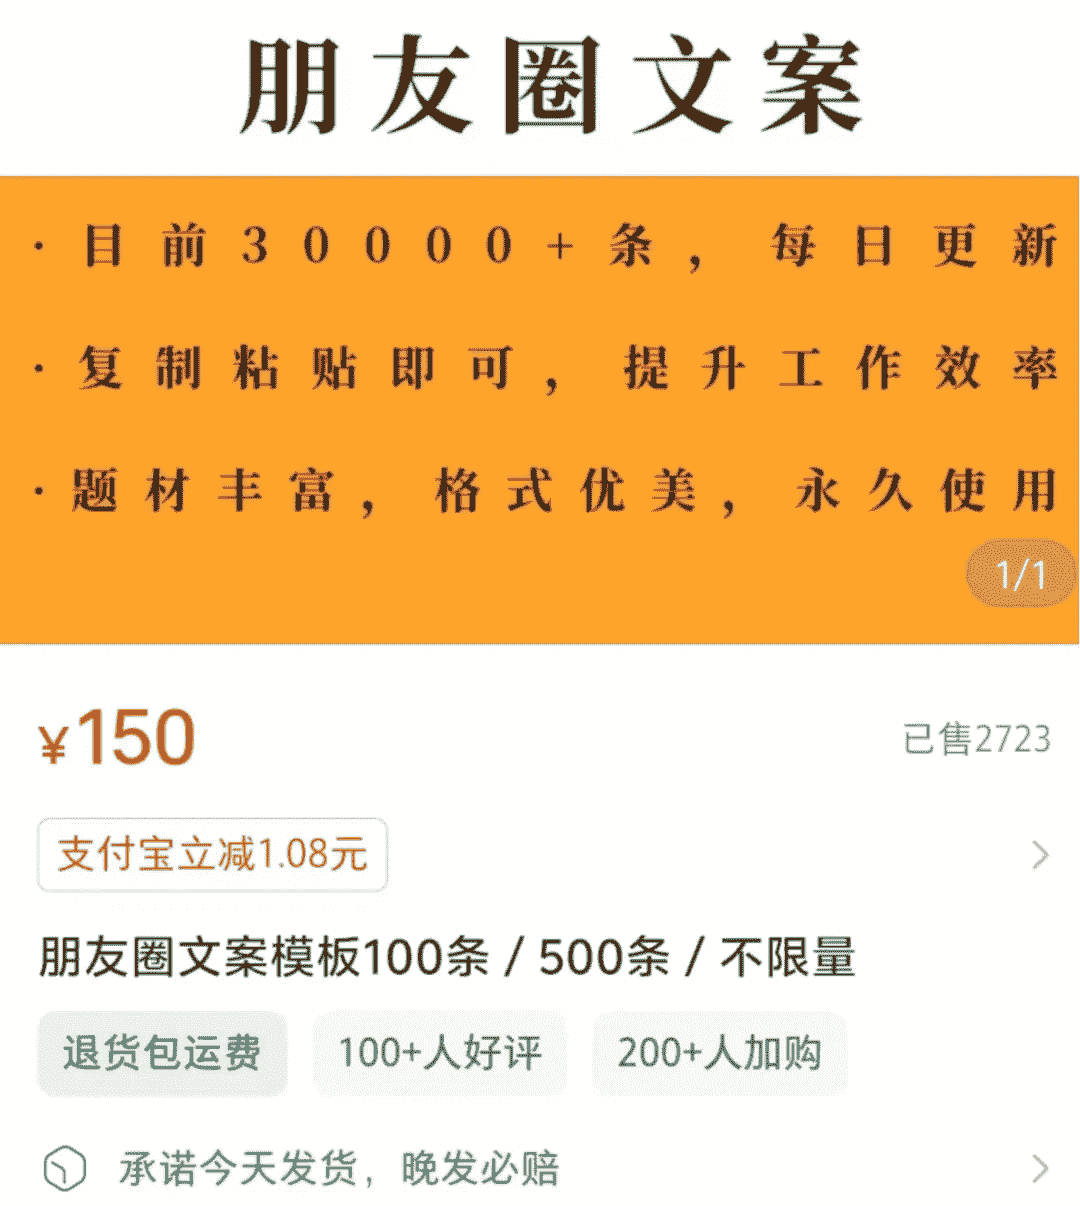 朋友圈文案
· 目前30000+条，每日更新
· 复制粘贴即可，提升工作效率
· 题材丰富，格式优美，永久使用
1/1
¥150
已售2723
支付宝立减1.08元
朋友圈文案模板100条 / 500条 / 不限量
退货包运费 100+人好评 200+人加购
承诺今天发货，晚发必赔